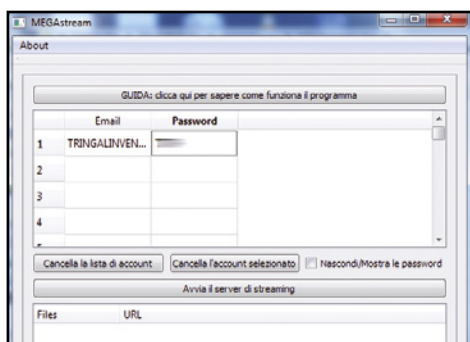 MEGAstream
About
GUIDA: clicca qui per sapere come funziona il programma
Email Password
1 TRINGALINVEN...
2
3
4
Cancella la lista di account Cancella l'account selezionato Nascondi/Mostra le password
Avvia il server di streaming
Files URL